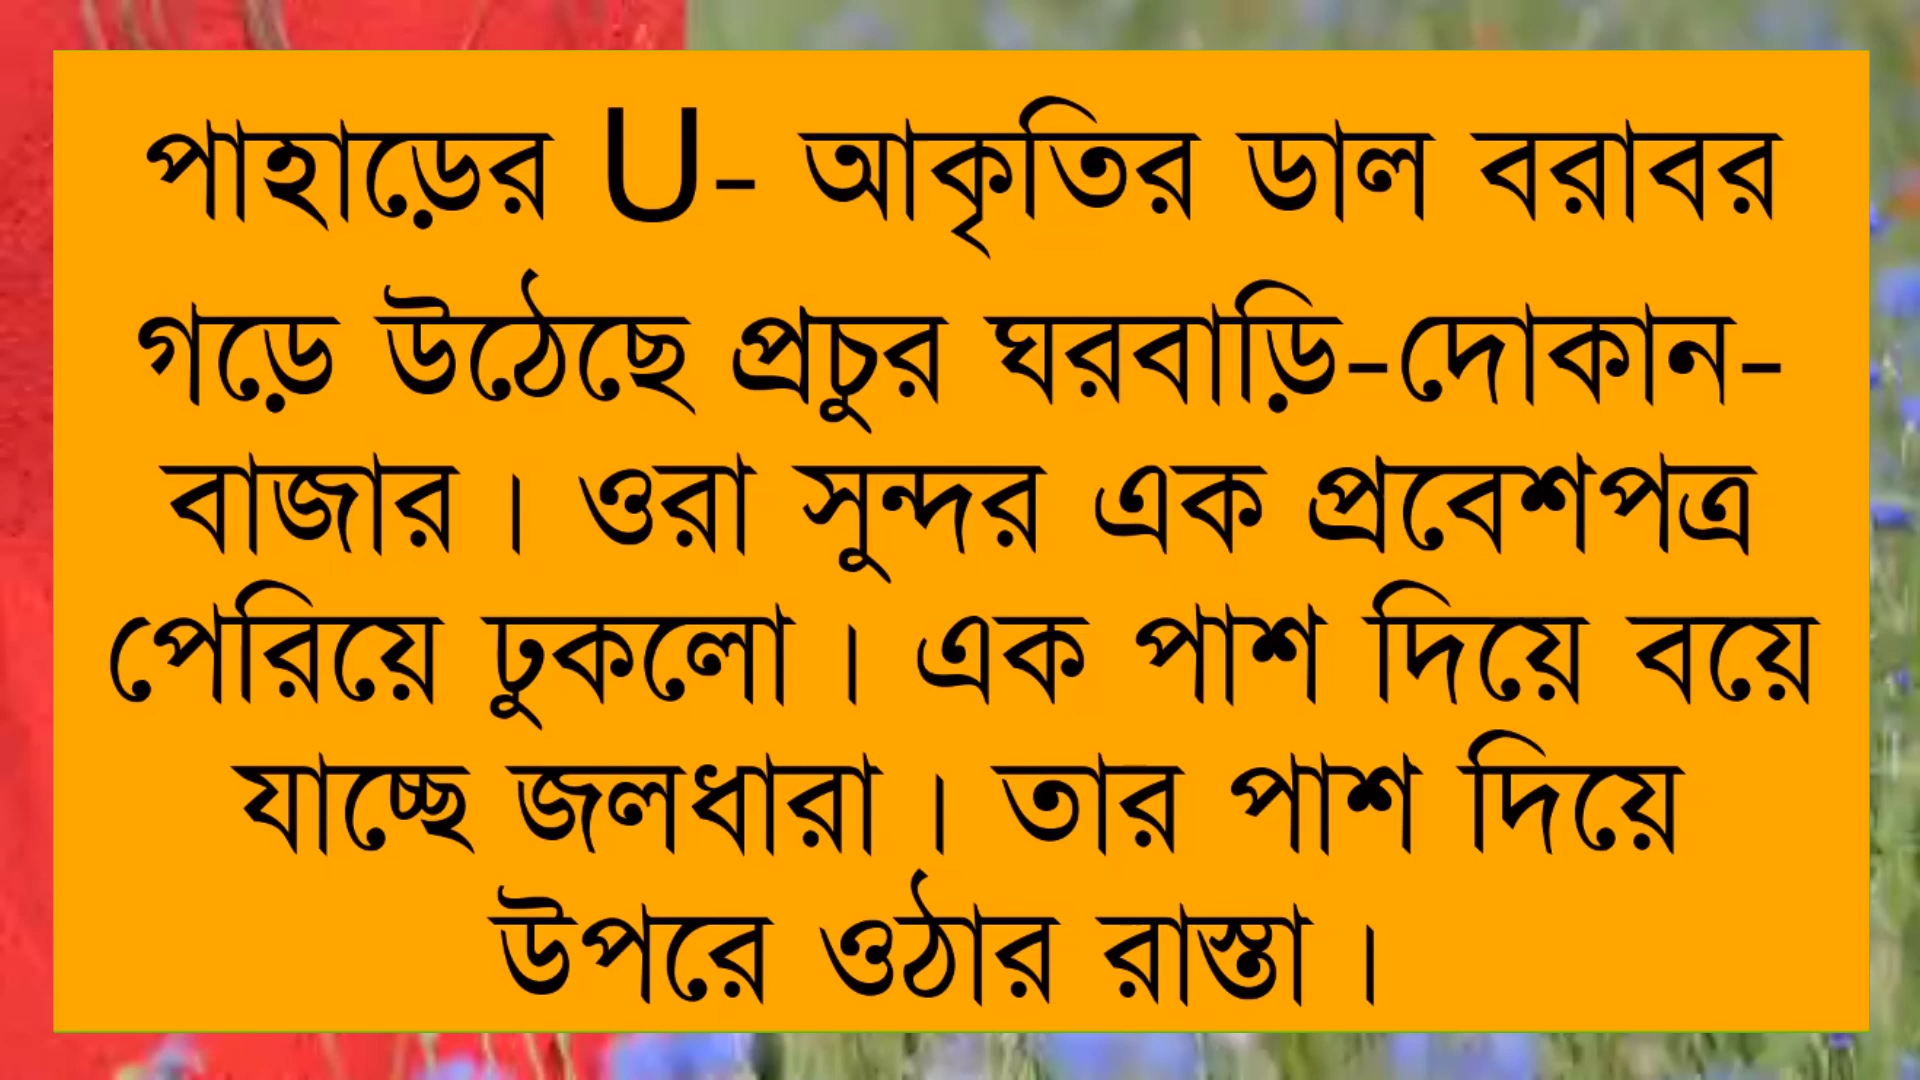 পাহাড়ের U- আকৃতির ডাল বরাবর
গড়ে উঠেছে প্রচুর ঘরবাড়ি-দোকান-
বাজার। ওরা সুন্দর এক প্রবেশপত্র
পেরিয়ে ঢুকলো। এক পাশ দিয়ে বয়ে
যাচ্ছে জলধারা। তার পাশ দিয়ে
উপরে ওঠার রাস্তা।